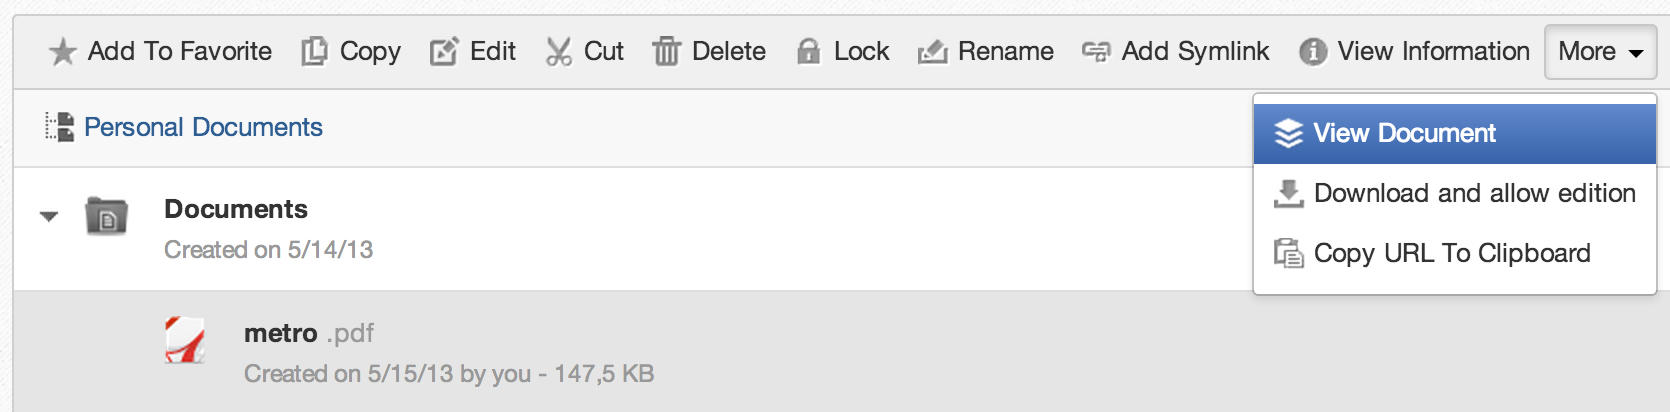 Add To Favorite Copy Edit Cut Delete Lock Rename Add Symlink View Information More
Personal Documents
View Document
Download and allow edition
Copy URL To Clipboard
Documents
Created on 5/14/13
metro .pdf
Created on 5/15/13 by you - 147,5 KB